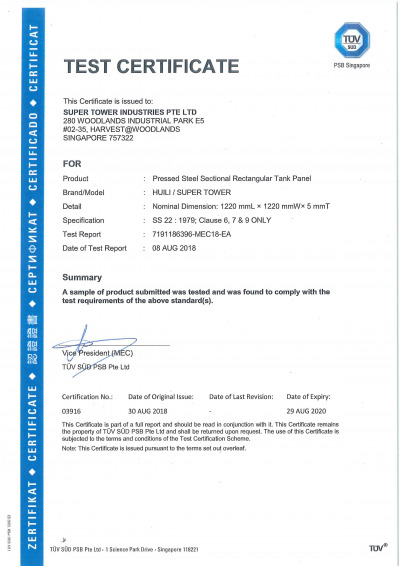 TÜV
SÜD
PSB Singapore
TEST CERTIFICATE
This Certificate is issued to:
SUPER TOWER INDUSTRIES PTE LTD
280 WOODLANDS INDUSTRIAL PARK E5
#02-35, HARVEST@WOODLANDS
SINGAPORE 757322
FOR
Product : Pressed Steel Sectional Rectangular Tank Panel
Brand/Model : HUILI / SUPER TOWER
Detail : Nominal Dimension: 1220 mmL × 1220 mmW× 5 mmT
Specification : SS 22 : 1979; Clause 6, 7 & 9 ONLY
Test Report : 7191186396-MEC18-EA
Date of Test Report : 08 AUG 2018
Summary
A sample of product submitted was tested and was found to comply with the
test requirements of the above standard(s).
Vice President (MEC)
TÜV SÜD PSB Pte Ltd
Certification No.: Date of Original Issue: Date of Last Revision: Date of Expiry:
03916 30 AUG 2018 - 29 AUG 2020
This Certificate is part of a full report and should be read in conjunction with it. This Certificate remains
the property of TÜV SÜD PSB Pte Ltd and shall be returned upon request. The use of this Certificate is
subjected to the terms and conditions of the Test Certification Scheme.
Note: This Certificate is issued pursuant to the terms set out overleaf.
TÜV SÜD PSB Pte Ltd - 1 Science Park Drive - Singapore 118221
TÜV®
ZERTIFIKAT ◆ CERTIFICATE ◆ 認證證書 ◆ СЕРТИФИКАТ ◆ CERTIFICADO ◆ CERTIFICAT